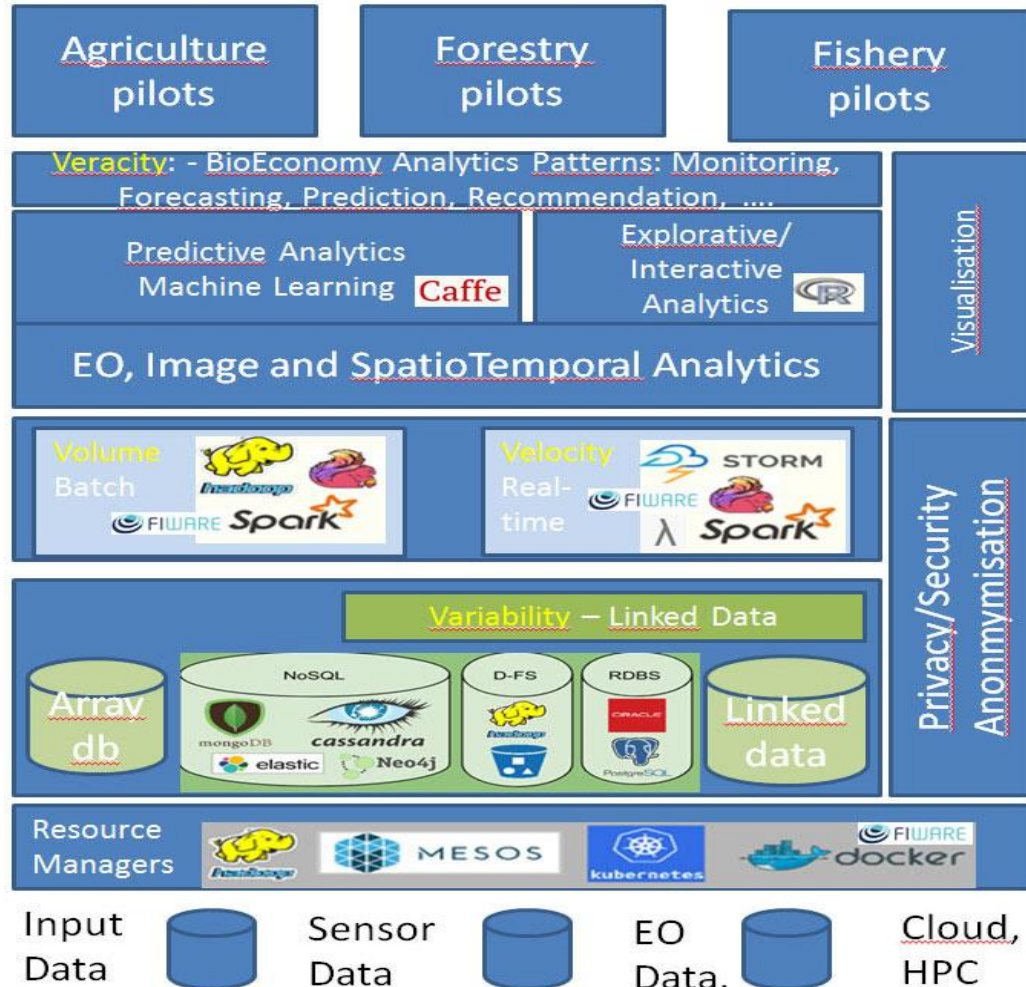 Agriculture
pilots
Forestry
pilots
Fishery
pilots
Veracity: - BioEconomy Analytics Patterns: Monitoring,
Forecasting, Prediction, Recommendation, ....
Predictive Analytics
Machine Learning Caffe
Explorative/
Interactive
Analytics
R
EO, Image and SpatioTemporal Analytics
Visualisation
Volume
Batch
hadoop
FIWARE Spark
Velocity
Real-
time
STORM
FIWARE
λ Spark
Privacy/Security
Anonmymisation
Variability – Linked Data
Array
db
NoSQL
mongoDB
cassandra
elastic
Neo4j
D-FS
hadoop
RDBS
ORACLE
PostgreSQL
Linked
data
Resource
Managers
hadoop
MESOS
kubernetes
FIWARE
docker
Input
Data
Sensor
Data
EO
Data,
Cloud,
HPC